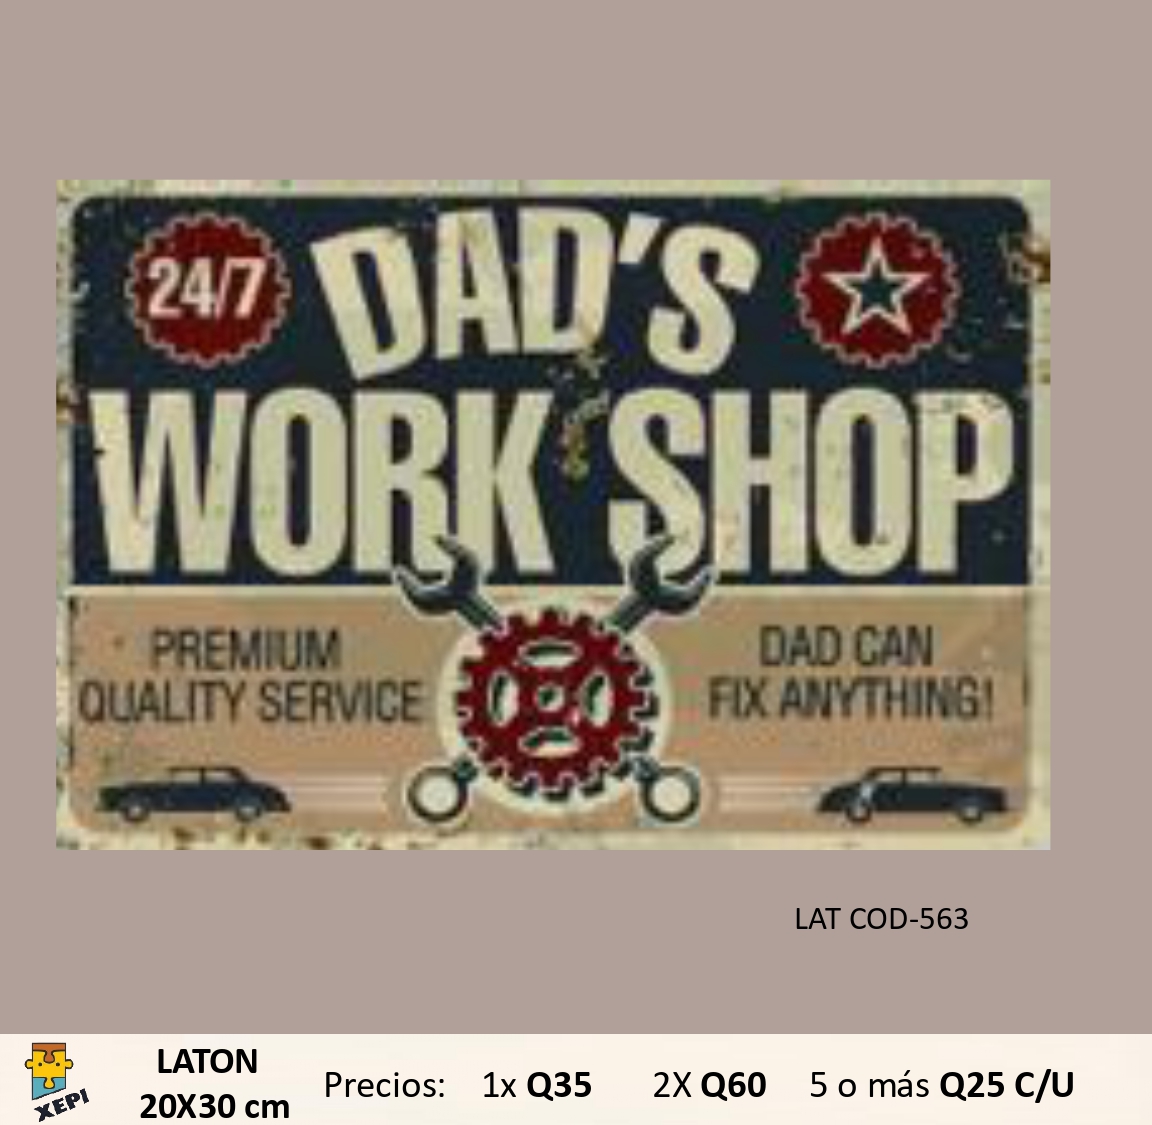 24/7
DAD'S
WORK SHOP
PREMIUM
QUALITY SERVICE
DAD CAN
FIX ANYTHING!
LAT COD-563
XEPI
LATON
20X30 cm
Precios: 1x Q35 2X Q60 5 o más Q25 C/U